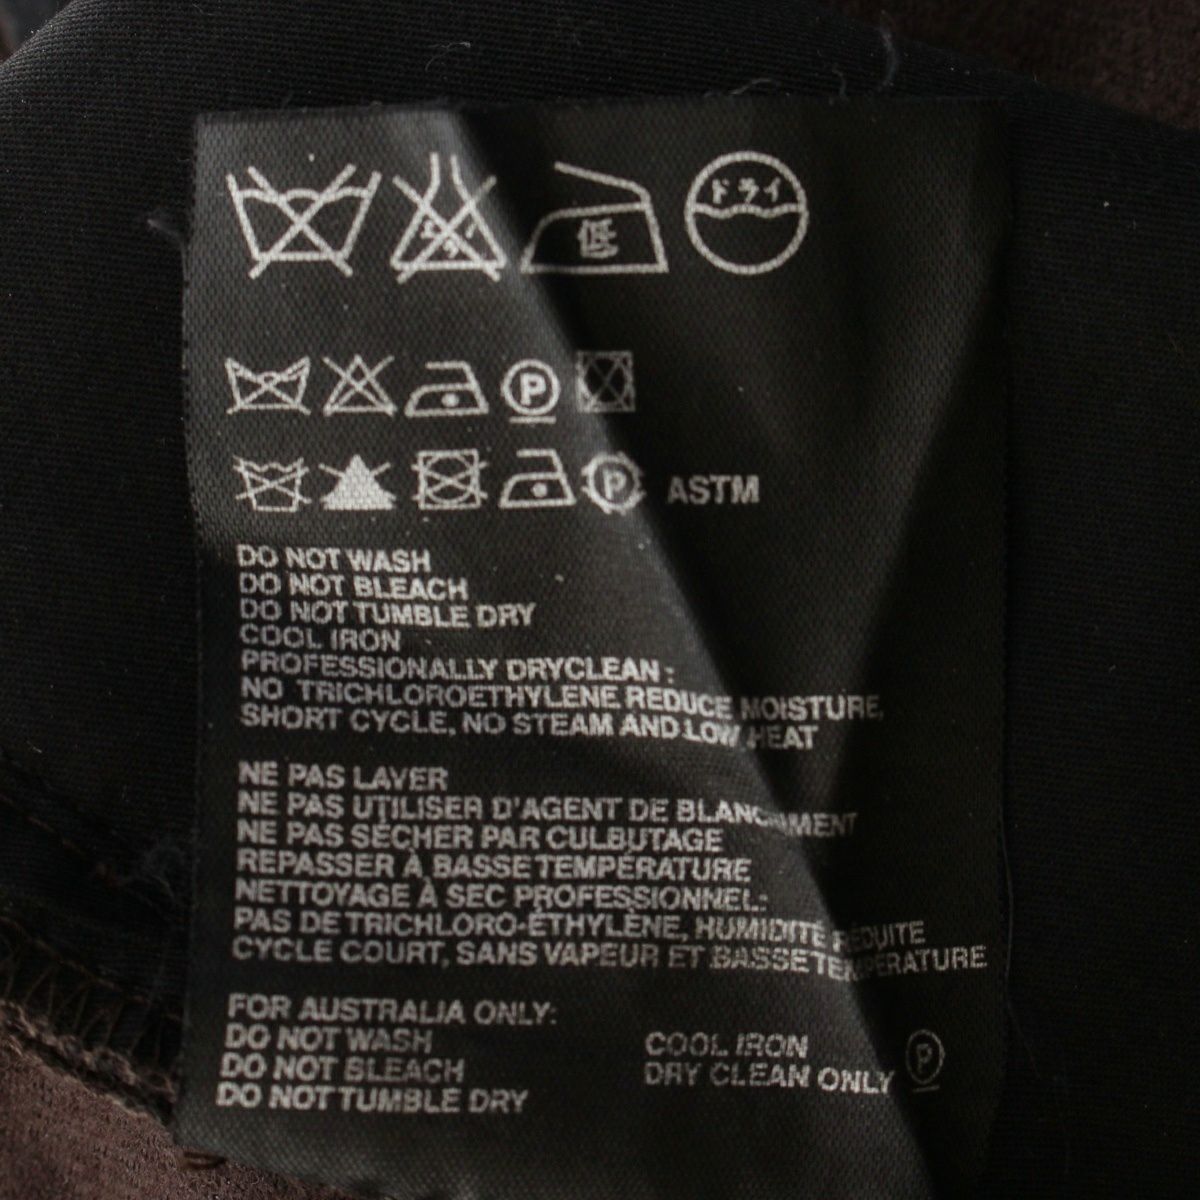 エンソ
低
ドライ
P
P ASTM
DO NOT WASH
DO NOT BLEACH
DO NOT TUMBLE DRY
COOL IRON
PROFESSIONALLY DRYCLEAN :
NO TRICHLOROETHYLENE REDUCE MOISTURE,
SHORT CYCLE, NO STEAM AND LOW HEAT
NE PAS LAVER
NE PAS UTILISER D'AGENT DE BLANCHIMENT
NE PAS SÉCHER PAR CULBUTAGE
REPASSER À BASSE TEMPÉRATURE
NETTOYAGE À SEC PROFESSIONNEL:
PAS DE TRICHLORO-ÉTHYLÈNE, HUMIDITÉ RÉDUITE
CYCLE COURT, SANS VAPEUR ET BASSE TEMPÉRATURE
FOR AUSTRALIA ONLY:
DO NOT WASH
DO NOT BLEACH
DO NOT TUMBLE DRY
COOL IRON
DRY CLEAN ONLY P